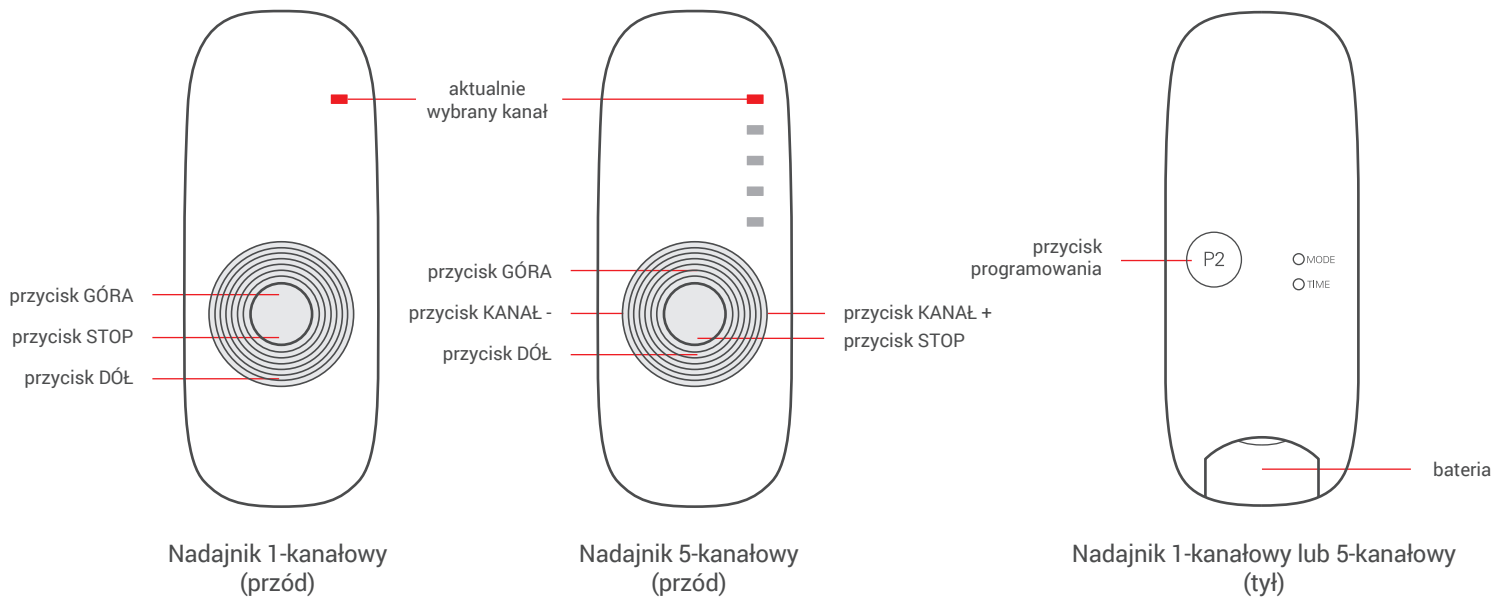 aktualnie
wybrany kanał
przycisk GÓRA
przycisk STOP
przycisk DÓŁ
Nadajnik 1-kanałowy
(przód)
przycisk GÓRA
przycisk KANAŁ -
przycisk DÓŁ
przycisk KANAŁ +
przycisk STOP
Nadajnik 5-kanałowy
(przód)
przycisk
programowania
P2
MODE
TIME
bateria
Nadajnik 1-kanałowy lub 5-kanałowy
(tył)